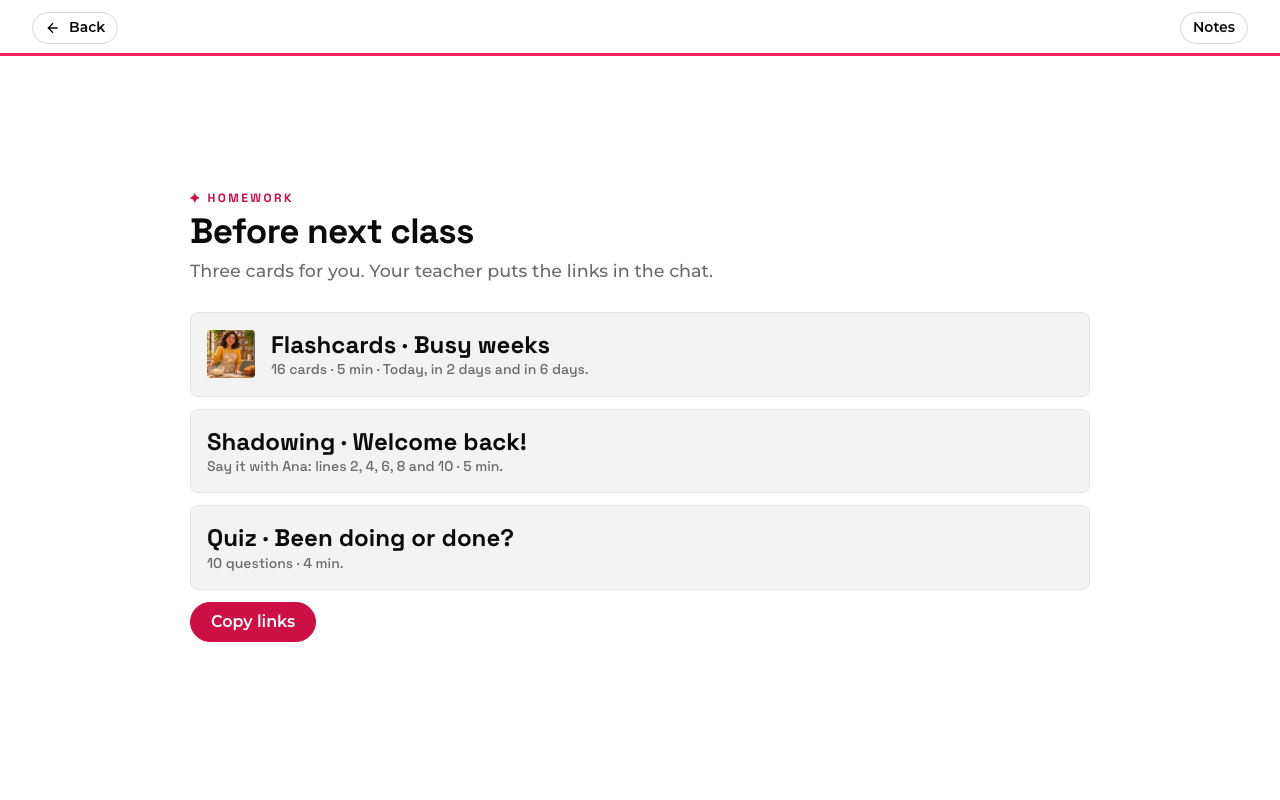 Back
Notes
HOMEWORK
Before next class
Three cards for you. Your teacher puts the links in the chat.
Flashcards · Busy weeks
16 cards · 5 min · Today, in 2 days and in 6 days.
Shadowing · Welcome back!
Say it with Ana: lines 2, 4, 6, 8 and 10 · 5 min.
Quiz · Been doing or done?
10 questions · 4 min.
Copy links